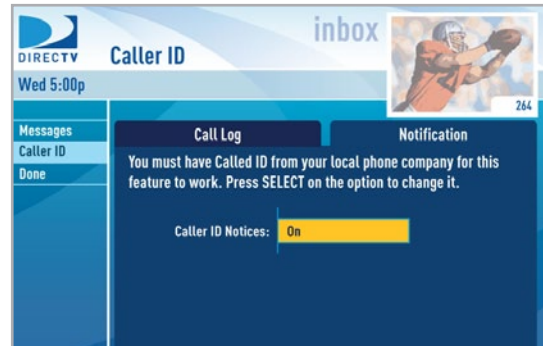 inbox
DIRECTV
Caller ID
Wed 5:00p
264
Messages
Caller ID
Done
Call Log
Notification
You must have Called ID from your local phone company for this
feature to work. Press SELECT on the option to change it.
Caller ID Notices:
On